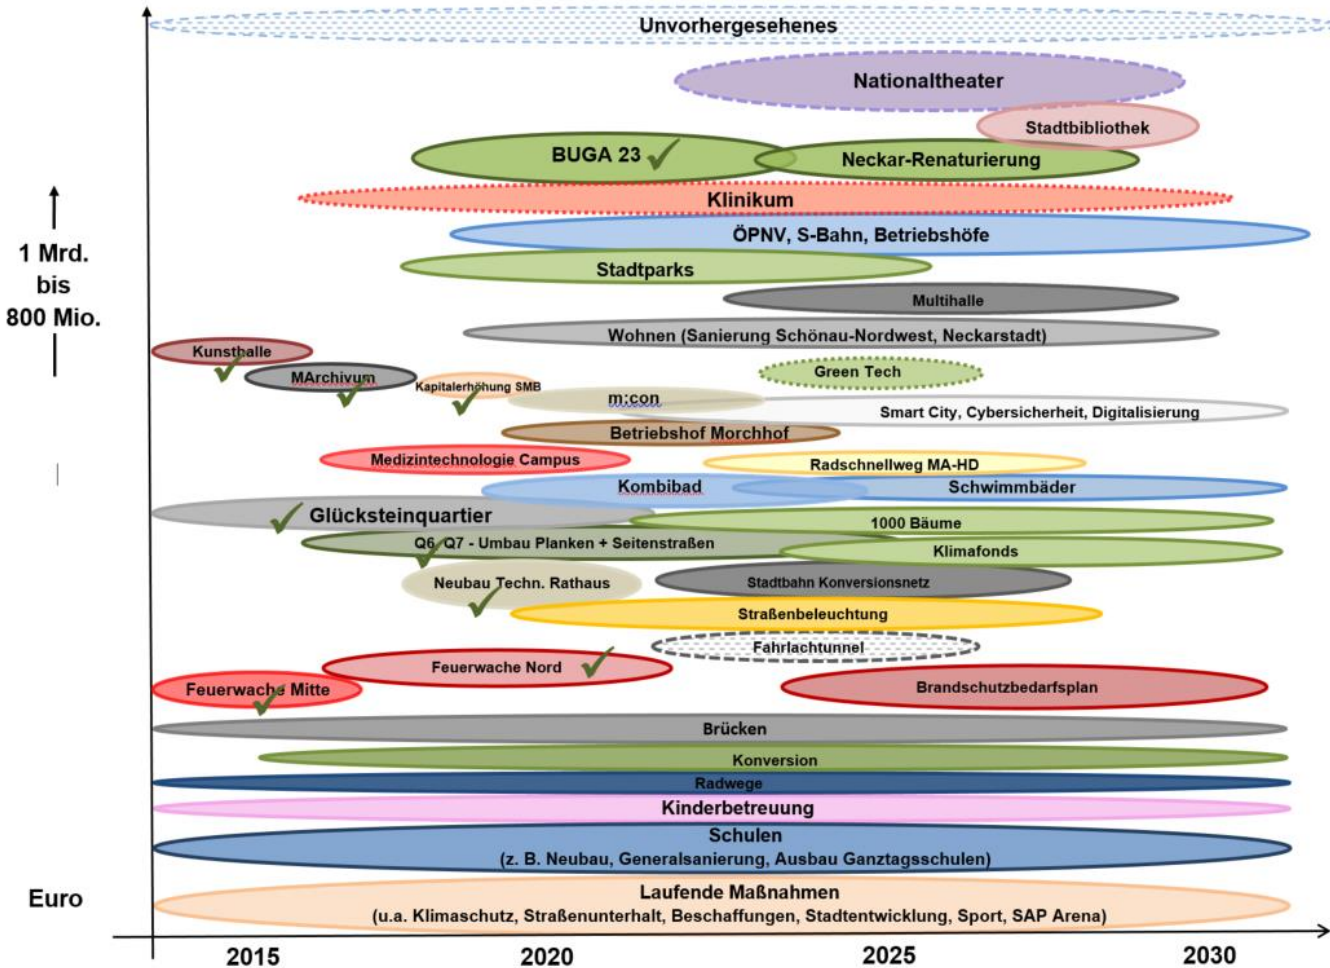 Unvorhergesehenes
Nationaltheater
Stadtbibliothek
BUGA 23
Neckar-Renaturierung
Klinikum
ÖPNV, S-Bahn, Betriebshöfe
1 Mrd.
bis
800 Mio.
Stadtparks
Multihalle
Wohnen (Sanierung Schönau-Nordwest, Neckarstadt)
Kunsthalle
MArchivum
Kapitalerhöhung SMB
Green Tech
m:con
Smart City, Cybersicherheit, Digitalisierung
Betriebshof Morchhof
Medizintechnologie Campus
Radschnellweg MA-HD
Kombibad
Schwimmbäder
Glücksteinquartier
1000 Bäume
Q6, Q7 - Umbau Planken + Seitenstraßen
Klimafonds
Neubau Techn. Rathaus
Stadtbahn Konversionsnetz
Straßenbeleuchtung
Fahrlachtunnel
Feuerwache Nord
Feuerwache Mitte
Brandschutzbedarfsplan
Brücken
Konversion
Radwege
Kinderbetreuung
Schulen
(z. B. Neubau, Generalsanierung, Ausbau Ganztagsschulen)
Euro
Laufende Maßnahmen
(u.a. Klimaschutz, Straßenunterhalt, Beschaffungen, Stadtentwicklung, Sport, SAP Arena)
2015 2020 2025 2030